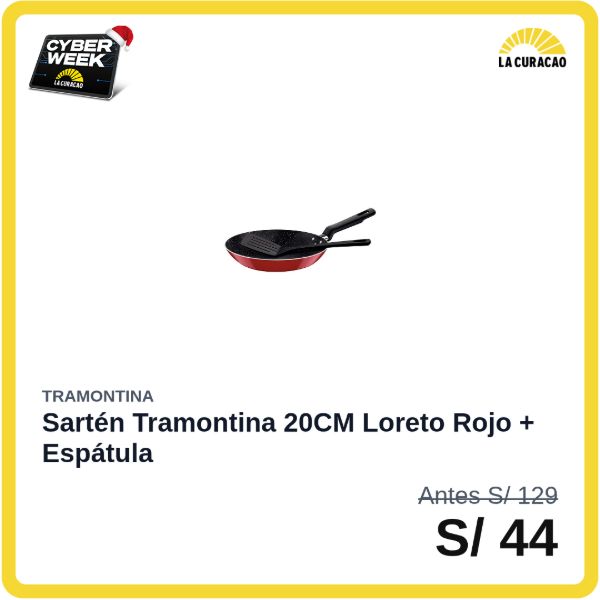 CYBER
WEEK
LA CURACAO
LA CURACAO
TRAMONTINA
Sartén Tramontina 20CM Loreto Rojo +
Espátula
Antes S/ 129
S/ 44